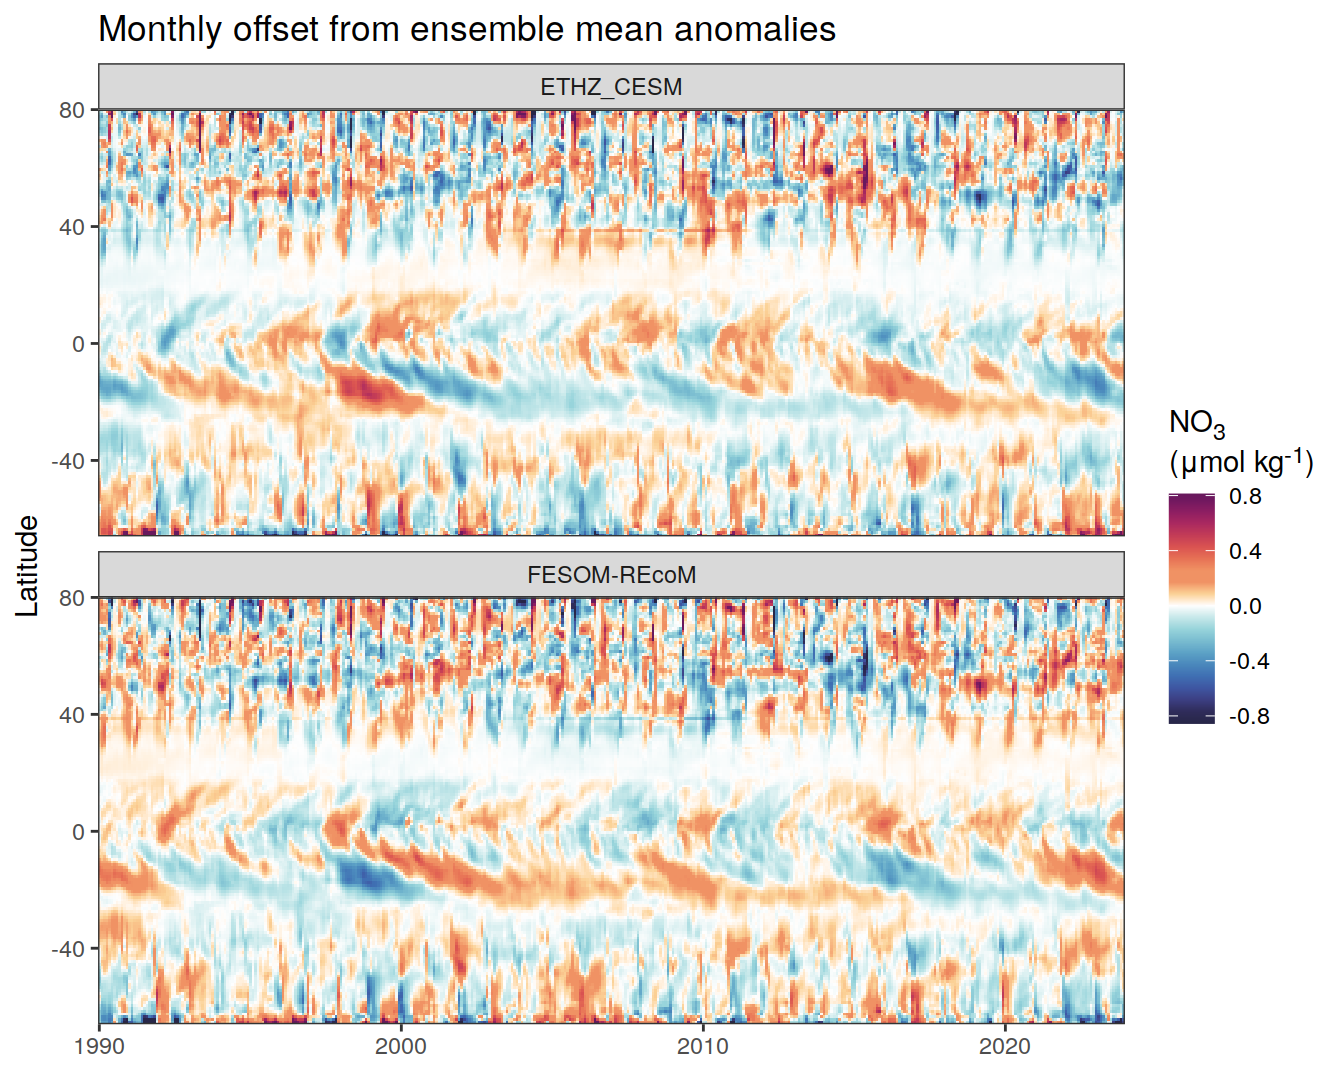 Monthly offset from ensemble mean anomalies
ETHZ_CESM
80
40
0
-40
Latitude
FESOM-REcoM
80
40
0
-40
1990 2000 2010 2020
NO₃
(µmol kg⁻¹)
0.8
0.4
0.0
-0.4
-0.8